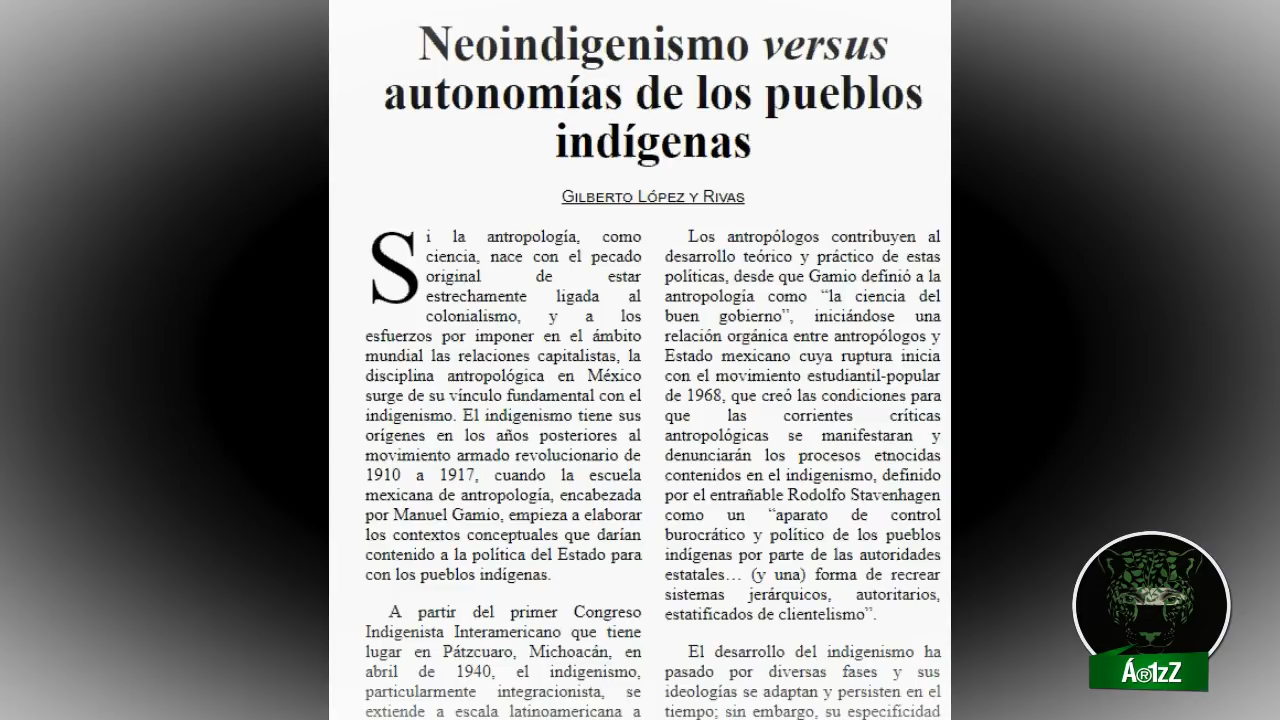 Neoindigenismo versus
autonomías de los pueblos
indígenas
GILBERTO LÓPEZ Y RIVAS
Si la antropología, como
ciencia, nace con el pecado
original de estar
estrechamente ligada al
colonialismo, y a los
esfuerzos por imponer en el ámbito
mundial las relaciones capitalistas, la
disciplina antropológica en México
surge de su vínculo fundamental con el
indigenismo. El indigenismo tiene sus
orígenes en los años posteriores al
movimiento armado revolucionario de
1910 a 1917, cuando la escuela
mexicana de antropología, encabezada
por Manuel Gamio, empieza a elaborar
los contextos conceptuales que darían
contenido a la política del Estado para
con los pueblos indígenas.
A partir del primer Congreso
Indigenista Interamericano que tiene
lugar en Pátzcuaro, Michoacán, en
abril de 1940, el indigenismo,
particularmente integracionista, se
extiende a escala latinoamericana a
Los antropólogos contribuyen al
desarrollo teórico y práctico de estas
políticas, desde que Gamio definió a la
antropología como “la ciencia del
buen gobierno”, iniciándose una
relación orgánica entre antropólogos y
Estado mexicano cuya ruptura inicia
con el movimiento estudiantil-popular
de 1968, que creó las condiciones para
que las corrientes críticas
antropológicas se manifestaran y
denunciarán los procesos etnocidas
contenidos en el indigenismo, definido
por el entrañable Rodolfo Stavenhagen
como un “aparato de control
burocrático y político de los pueblos
indígenas por parte de las autoridades
estatales… (y una) forma de recrear
sistemas jerárquicos, autoritarios,
estatificados de clientelismo”.
El desarrollo del indigenismo ha
pasado por diversas fases y sus
ideologías se adaptan y persisten en el
tiempo; sin embargo, su especificidad
Á®1zZ